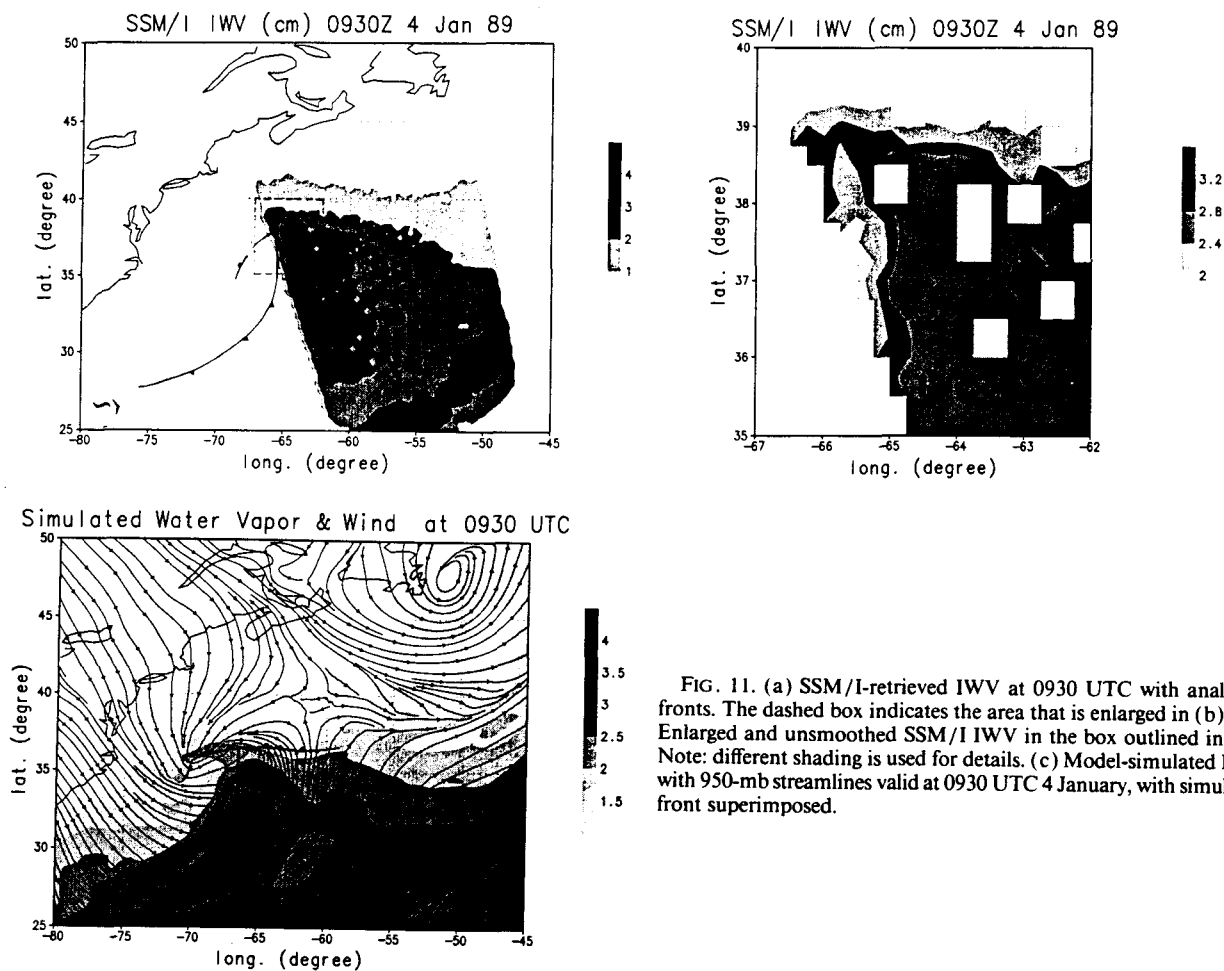 SSM/I IWV (cm) 0930Z 4 Jan 89
50
45
40
35
30
25
lat. (degree)
-80 -75 -70 -65 -60 -55 -50 -45
long. (degree)
4
3
2
1
SSM/I IWV (cm) 0930Z 4 Jan 89
40
39
38
37
36
35
lat. (degree)
-67 -66 -65 -64 -63 -62
long. (degree)
3.2
2.8
2.4
2
Simulated Water Vapor & Wind at 0930 UTC
50
45
40
35
30
25
lat. (degree)
-80 -75 -70 -65 -60 -55 -50 -45
long. (degree)
4
3.5
3
2.5
2
1.5
FIG. 11. (a) SSM/I-retrieved IWV at 0930 UTC with anal
fronts. The dashed box indicates the area that is enlarged in (b)
Enlarged and unsmoothed SSM/I IWV in the box outlined in
Note: different shading is used for details. (c) Model-simulated
with 950-mb streamlines valid at 0930 UTC 4 January, with simul
front superimposed.